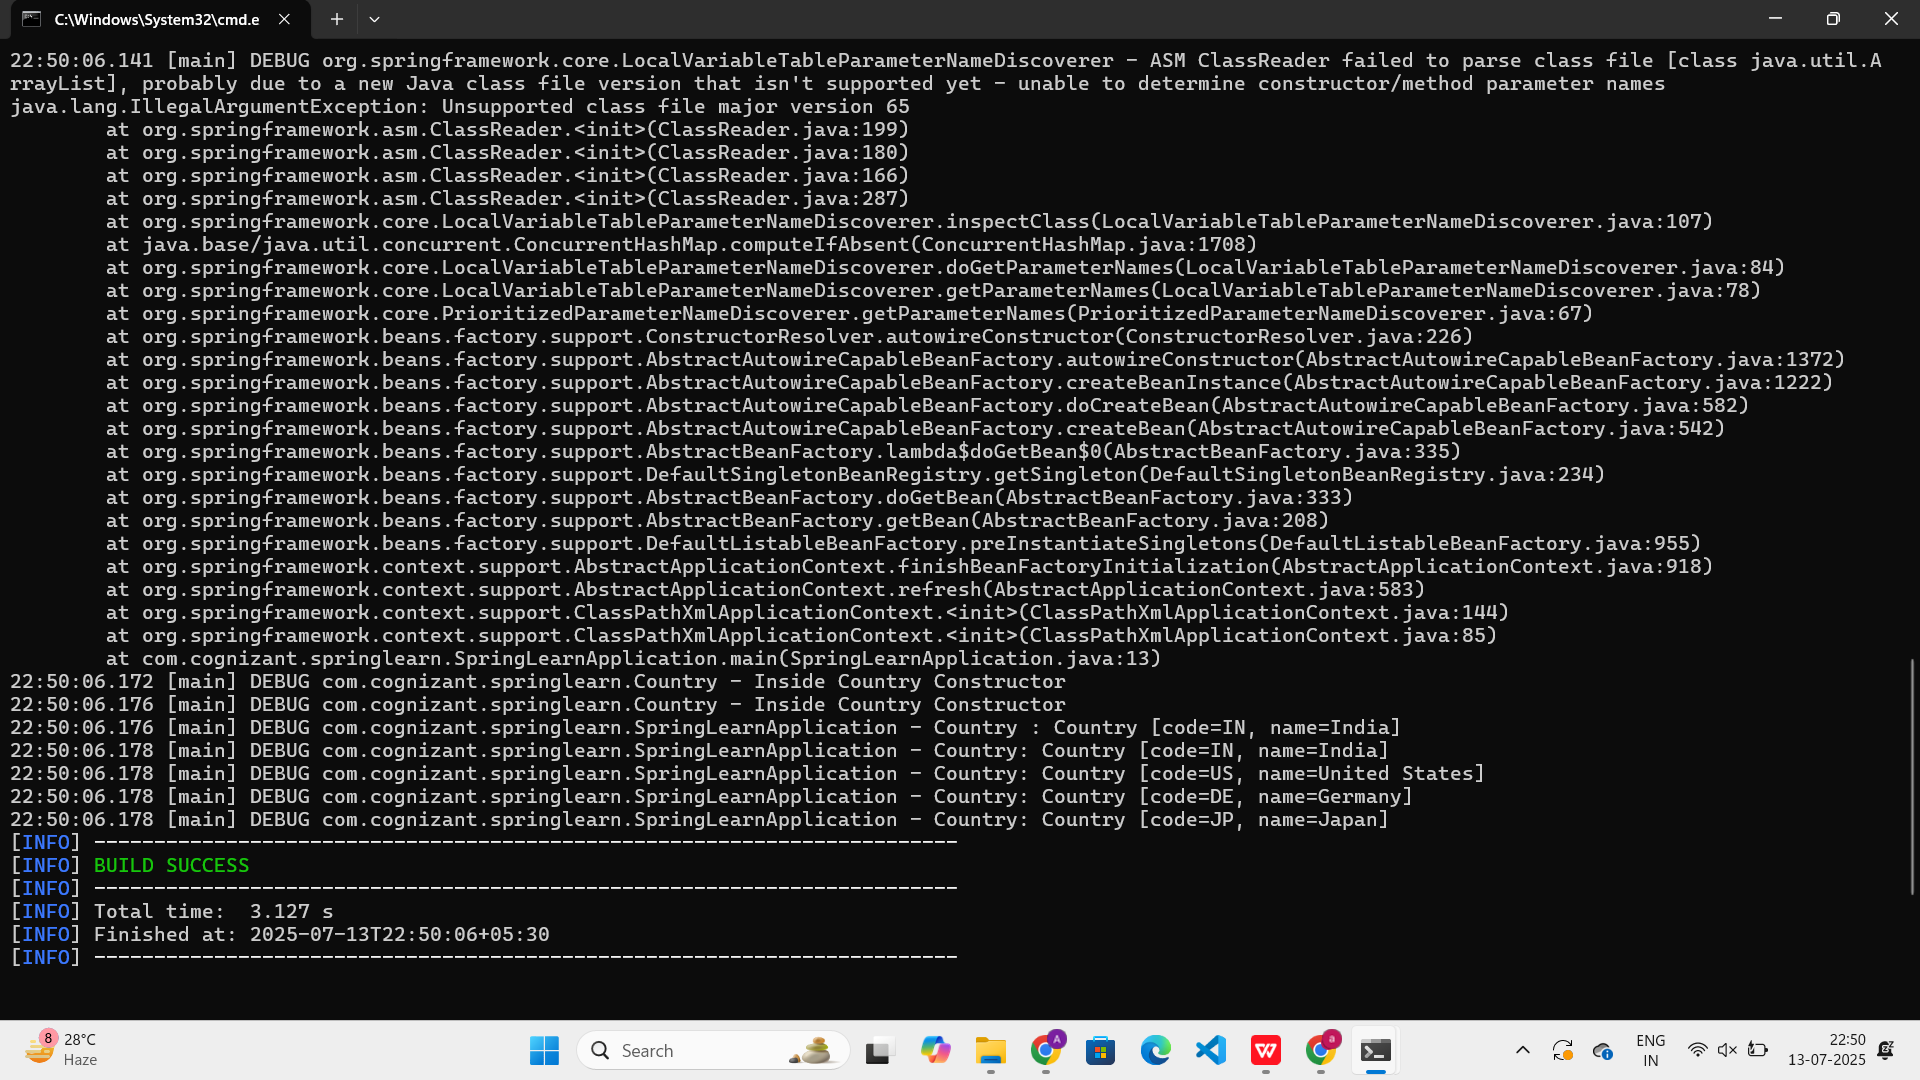 C:\Windows\System32\cmd.e
22:50:06.141 [main] DEBUG org.springframework.core.LocalVariableTableParameterNameDiscoverer - ASM ClassReader failed to parse class file [class java.util.A
rrayList], probably due to a new Java class file version that isn't supported yet - unable to determine constructor/method parameter names
java.lang.IllegalArgumentException: Unsupported class file major version 65
at org.springframework.asm.ClassReader.<init>(ClassReader.java:199)
at org.springframework.asm.ClassReader.<init>(ClassReader.java:180)
at org.springframework.asm.ClassReader.<init>(ClassReader.java:166)
at org.springframework.asm.ClassReader.<init>(ClassReader.java:287)
at org.springframework.core.LocalVariableTableParameterNameDiscoverer.inspectClass(LocalVariableTableParameterNameDiscoverer.java:107)
at java.base/java.util.concurrent.ConcurrentHashMap.computeIfAbsent(ConcurrentHashMap.java:1708)
at org.springframework.core.LocalVariableTableParameterNameDiscoverer.doGetParameterNames(LocalVariableTableParameterNameDiscoverer.java:84)
at org.springframework.core.LocalVariableTableParameterNameDiscoverer.getParameterNames(LocalVariableTableParameterNameDiscoverer.java:78)
at org.springframework.core.PrioritizedParameterNameDiscoverer.getParameterNames(PrioritizedParameterNameDiscoverer.java:67)
at org.springframework.beans.factory.support.ConstructorResolver.autowireConstructor(ConstructorResolver.java:226)
at org.springframework.beans.factory.support.AbstractAutowireCapableBeanFactory.autowireConstructor(AbstractAutowireCapableBeanFactory.java:1372)
at org.springframework.beans.factory.support.AbstractAutowireCapableBeanFactory.createBeanInstance(AbstractAutowireCapableBeanFactory.java:1222)
at org.springframework.beans.factory.support.AbstractAutowireCapableBeanFactory.doCreateBean(AbstractAutowireCapableBeanFactory.java:582)
at org.springframework.beans.factory.support.AbstractAutowireCapableBeanFactory.createBean(AbstractAutowireCapableBeanFactory.java:542)
at org.springframework.beans.factory.support.AbstractBeanFactory.lambda$doGetBean$0(AbstractBeanFactory.java:335)
at org.springframework.beans.factory.support.DefaultSingletonBeanRegistry.getSingleton(DefaultSingletonBeanRegistry.java:234)
at org.springframework.beans.factory.support.AbstractBeanFactory.doGetBean(AbstractBeanFactory.java:333)
at org.springframework.beans.factory.support.AbstractBeanFactory.getBean(AbstractBeanFactory.java:208)
at org.springframework.beans.factory.support.DefaultListableBeanFactory.preInstantiateSingletons(DefaultListableBeanFactory.java:955)
at org.springframework.context.support.AbstractApplicationContext.finishBeanFactoryInitialization(AbstractApplicationContext.java:918)
at org.springframework.context.support.AbstractApplicationContext.refresh(AbstractApplicationContext.java:583)
at org.springframework.context.support.ClassPathXmlApplicationContext.<init>(ClassPathXmlApplicationContext.java:144)
at org.springframework.context.support.ClassPathXmlApplicationContext.<init>(ClassPathXmlApplicationContext.java:85)
at com.cognizant.springlearn.SpringLearnApplication.main(SpringLearnApplication.java:13)
22:50:06.172 [main] DEBUG com.cognizant.springlearn.Country - Inside Country Constructor
22:50:06.176 [main] DEBUG com.cognizant.springlearn.Country - Inside Country Constructor
22:50:06.176 [main] DEBUG com.cognizant.springlearn.SpringLearnApplication - Country : Country [code=IN, name=India]
22:50:06.178 [main] DEBUG com.cognizant.springlearn.SpringLearnApplication - Country: Country [code=IN, name=India]
22:50:06.178 [main] DEBUG com.cognizant.springlearn.SpringLearnApplication - Country: Country [code=US, name=United States]
22:50:06.178 [main] DEBUG com.cognizant.springlearn.SpringLearnApplication - Country: Country [code=DE, name=Germany]
22:50:06.178 [main] DEBUG com.cognizant.springlearn.SpringLearnApplication - Country: Country [code=JP, name=Japan]
[INFO] ------------------------------------------------------------------------
[INFO] BUILD SUCCESS
[INFO] ------------------------------------------------------------------------
[INFO] Total time:  3.127 s
[INFO] Finished at: 2025-07-13T22:50:06+05:30
[INFO] ------------------------------------------------------------------------
8
28°C
Haze
Search
A
a
ENG
IN
22:50
13-07-2025